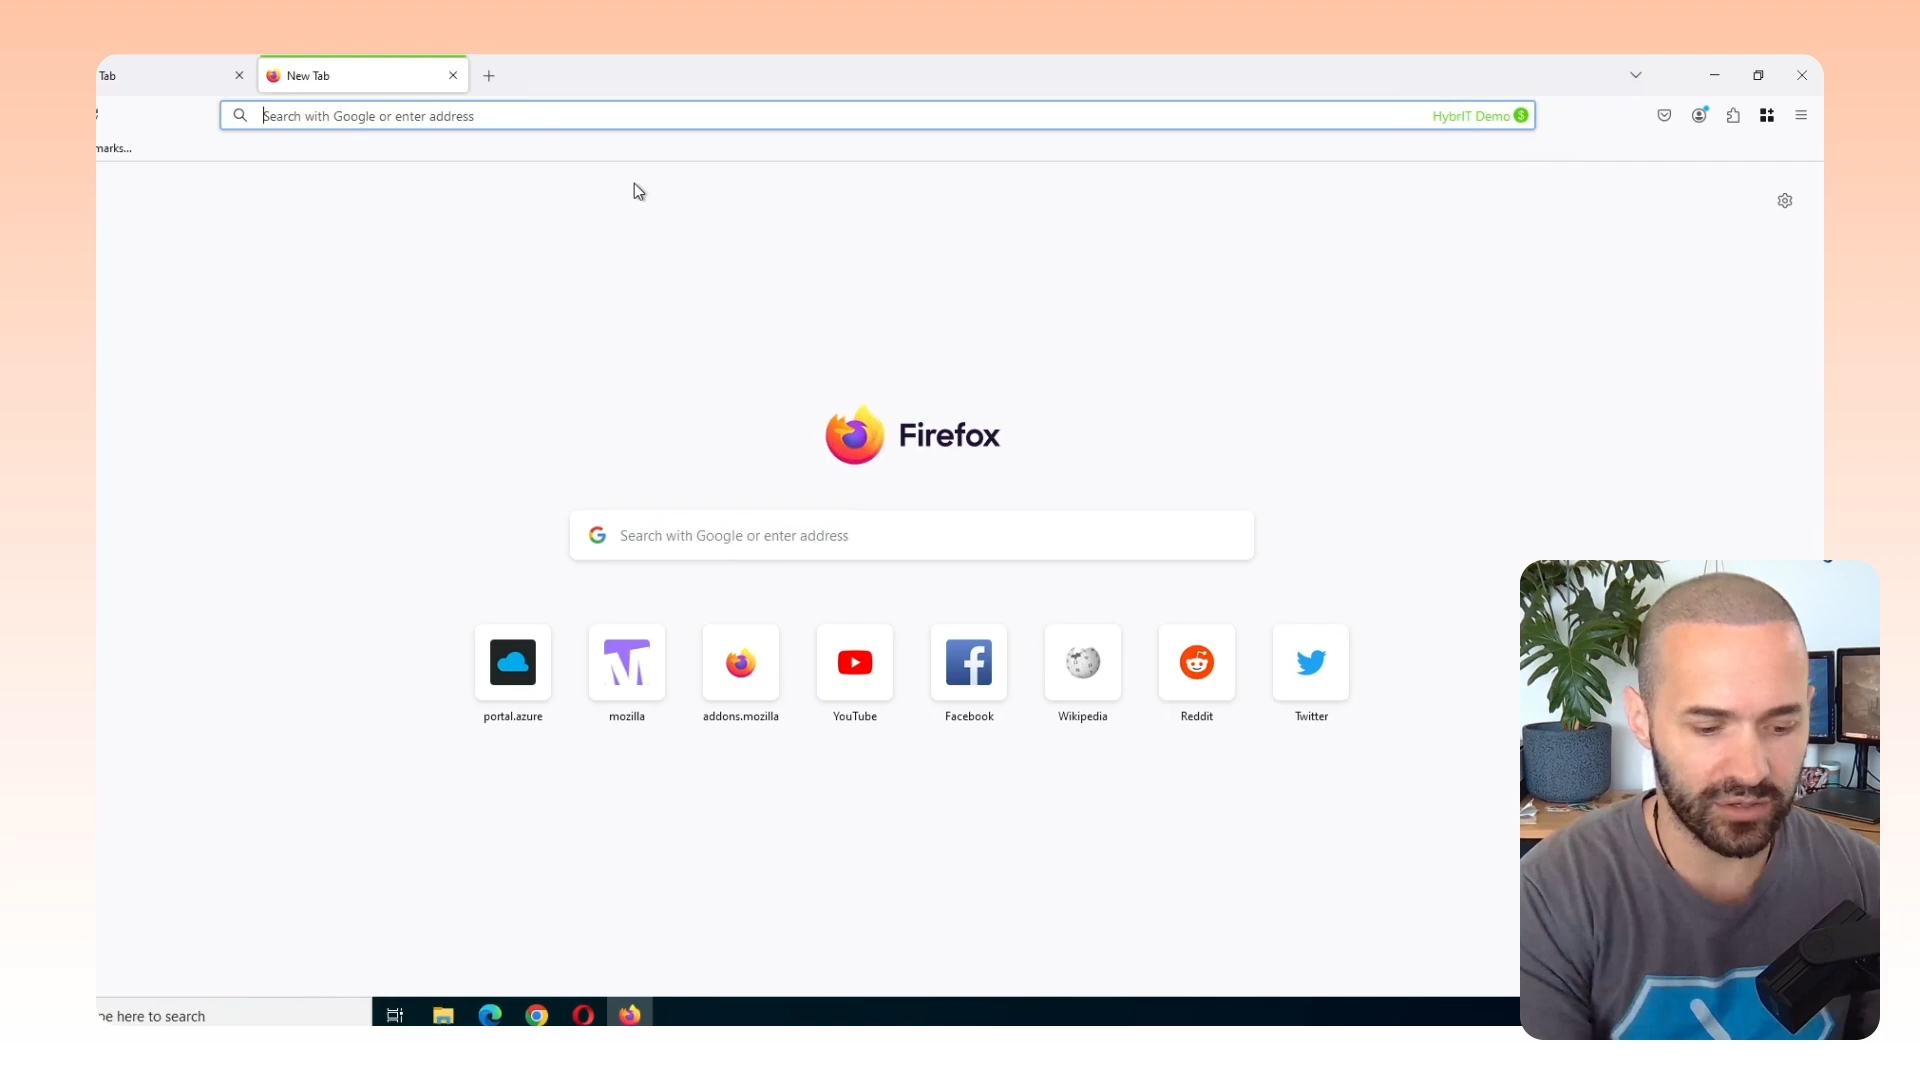 Tab
New Tab
Search with Google or enter address
HybrIT Demo
marks...
Firefox
Search with Google or enter address
portal.azure
mozilla
addons.mozilla
YouTube
Facebook
Wikipedia
Reddit
Twitter
pe here to search